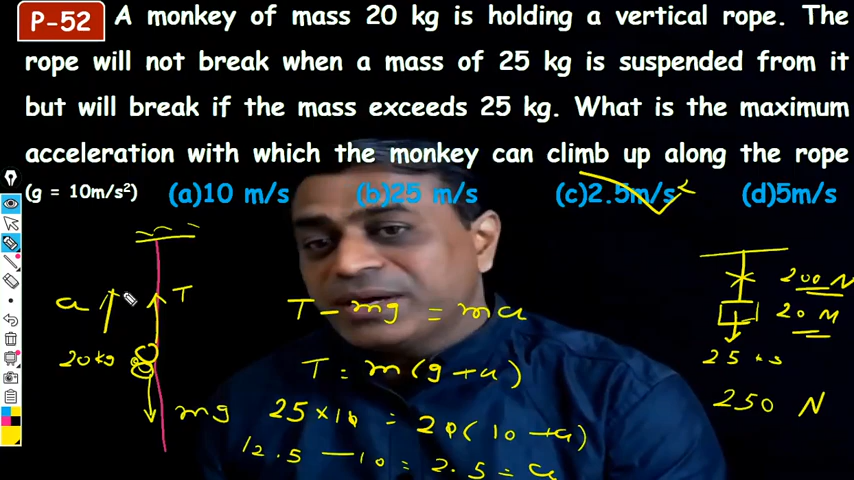 P-52 A monkey of mass 20 kg is holding a vertical rope. The
rope will not break when a mass of 25 kg is suspended from it
but will break if the mass exceeds 25 kg. What is the maximum
acceleration with which the monkey can climb up along the rope
(g = 10m/s²) (a)10 m/s (b)25 m/s (c)2.5m/s² (d)5m/s
a T
20kg
mg
T - mg = ma
T = m(g+a)
25×10 = 20(10+a)
12.5 - 10 = 2.5 = a
200 N
20
25
250 N